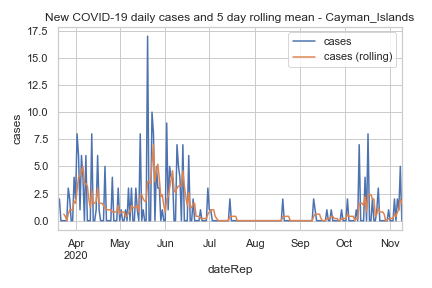 New COVID-19 daily cases and 5 day rolling mean - Cayman_Islands
cases
cases (rolling)
cases
17.5
15.0
12.5
10.0
7.5
5.0
2.5
0.0
Apr May Jun Jul Aug Sep Oct Nov
2020
dateRep